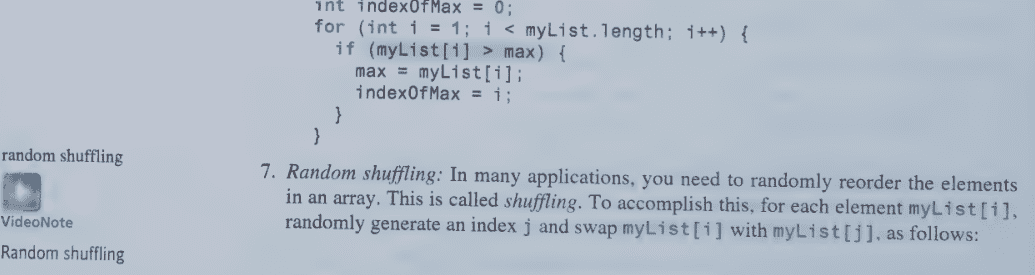 int indexOfMax = 0;
for (int i = 1; i < myList.length; i++) {
if (myList[i] > max) {
max = myList[i];
indexOfMax = i;
}
}
random shuffling
VideoNote
Random shuffling
7. Random shuffling: In many applications, you need to randomly reorder the elements
in an array. This is called shuffling. To accomplish this, for each element myList[i],
randomly generate an index j and swap myList[i] with myList[j], as follows: